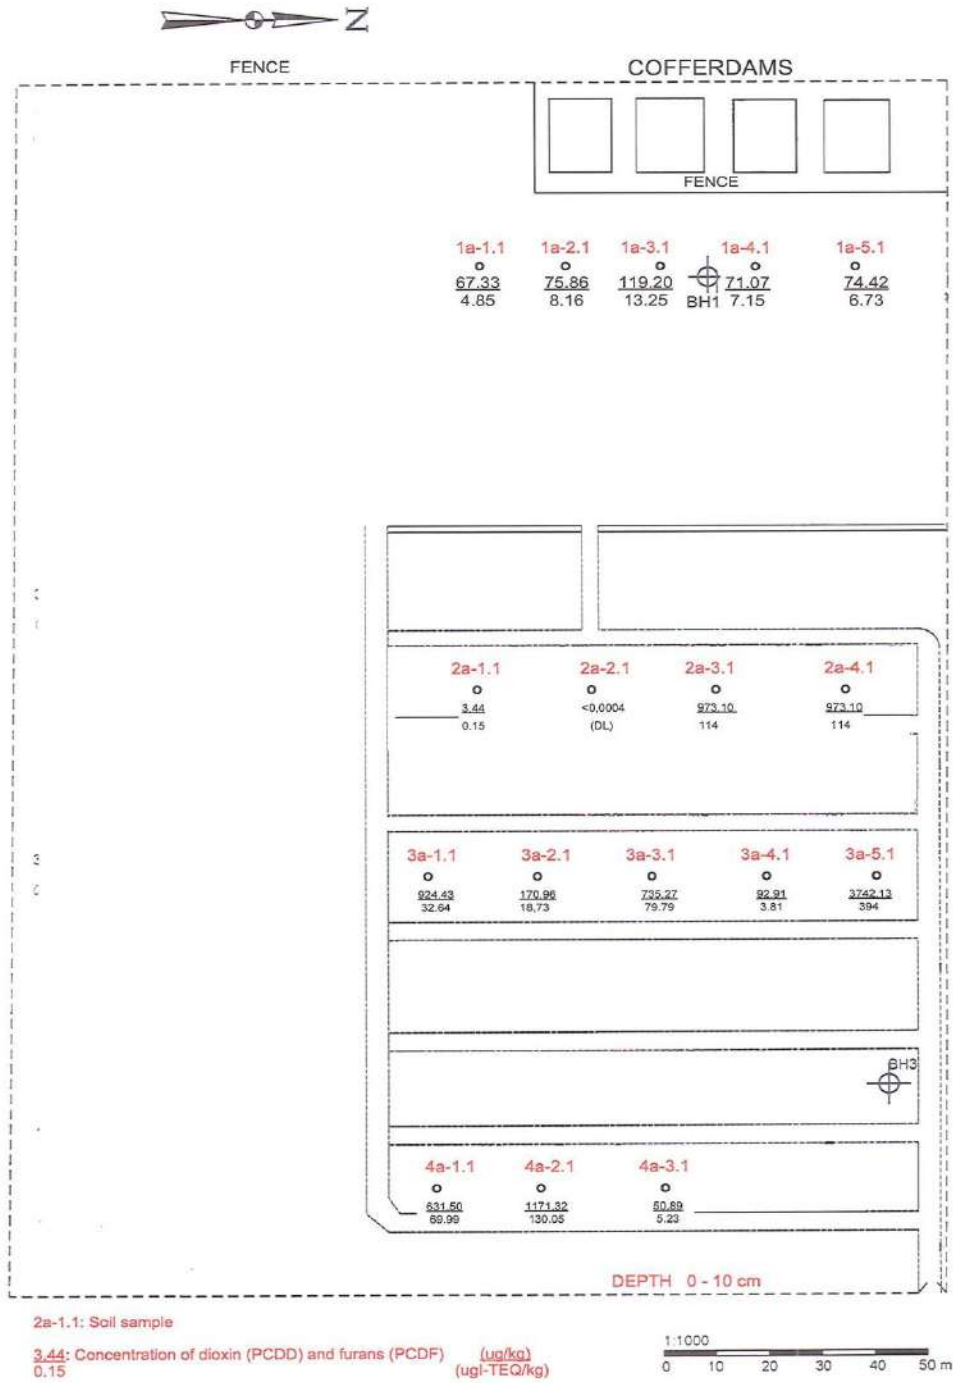 N
FENCE COFFERDAMS
FENCE
1a-1.1 1a-2.1 1a-3.1 1a-4.1 1a-5.1
67.33 75.86 119.20 71.07 74.42
4.85 8.16 13.25 BH1 7.15 6.73
2a-1.1 2a-2.1 2a-3.1 2a-4.1
3.44 <0,0004 973.10 973.10
0.15 (DL) 114 114
3a-1.1 3a-2.1 3a-3.1 3a-4.1 3a-5.1
924.43 170.96 735.27 92.91 3742.13
32.64 18,73 79.79 3.81 394
BH3
4a-1.1 4a-2.1 4a-3.1
631.50 1171.32 50.89
69.99 130.05 5.23
DEPTH 0 - 10 cm
2a-1.1: Soil sample
3.44: Concentration of dioxin (PCDD) and furans (PCDF) (ug/kg)
0.15 (ugI-TEQ/kg)
1:1000
0 10 20 30 40 50 m